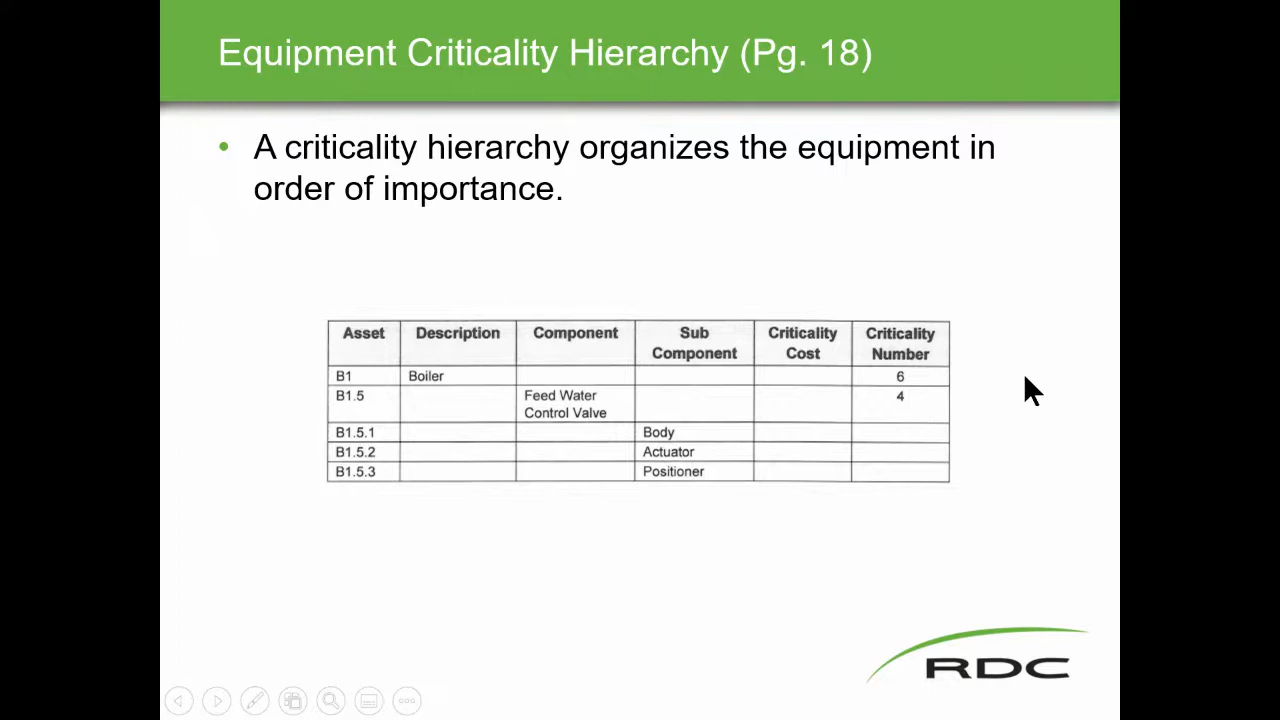 Equipment Criticality Hierarchy (Pg. 18)
• A criticality hierarchy organizes the equipment in
order of importance.
Asset Description Component Sub Component Criticality Cost Criticality Number
B1 Boiler 6
B1.5 Feed Water Control Valve 4
B1.5.1 Body
B1.5.2 Actuator
B1.5.3 Positioner
RDC